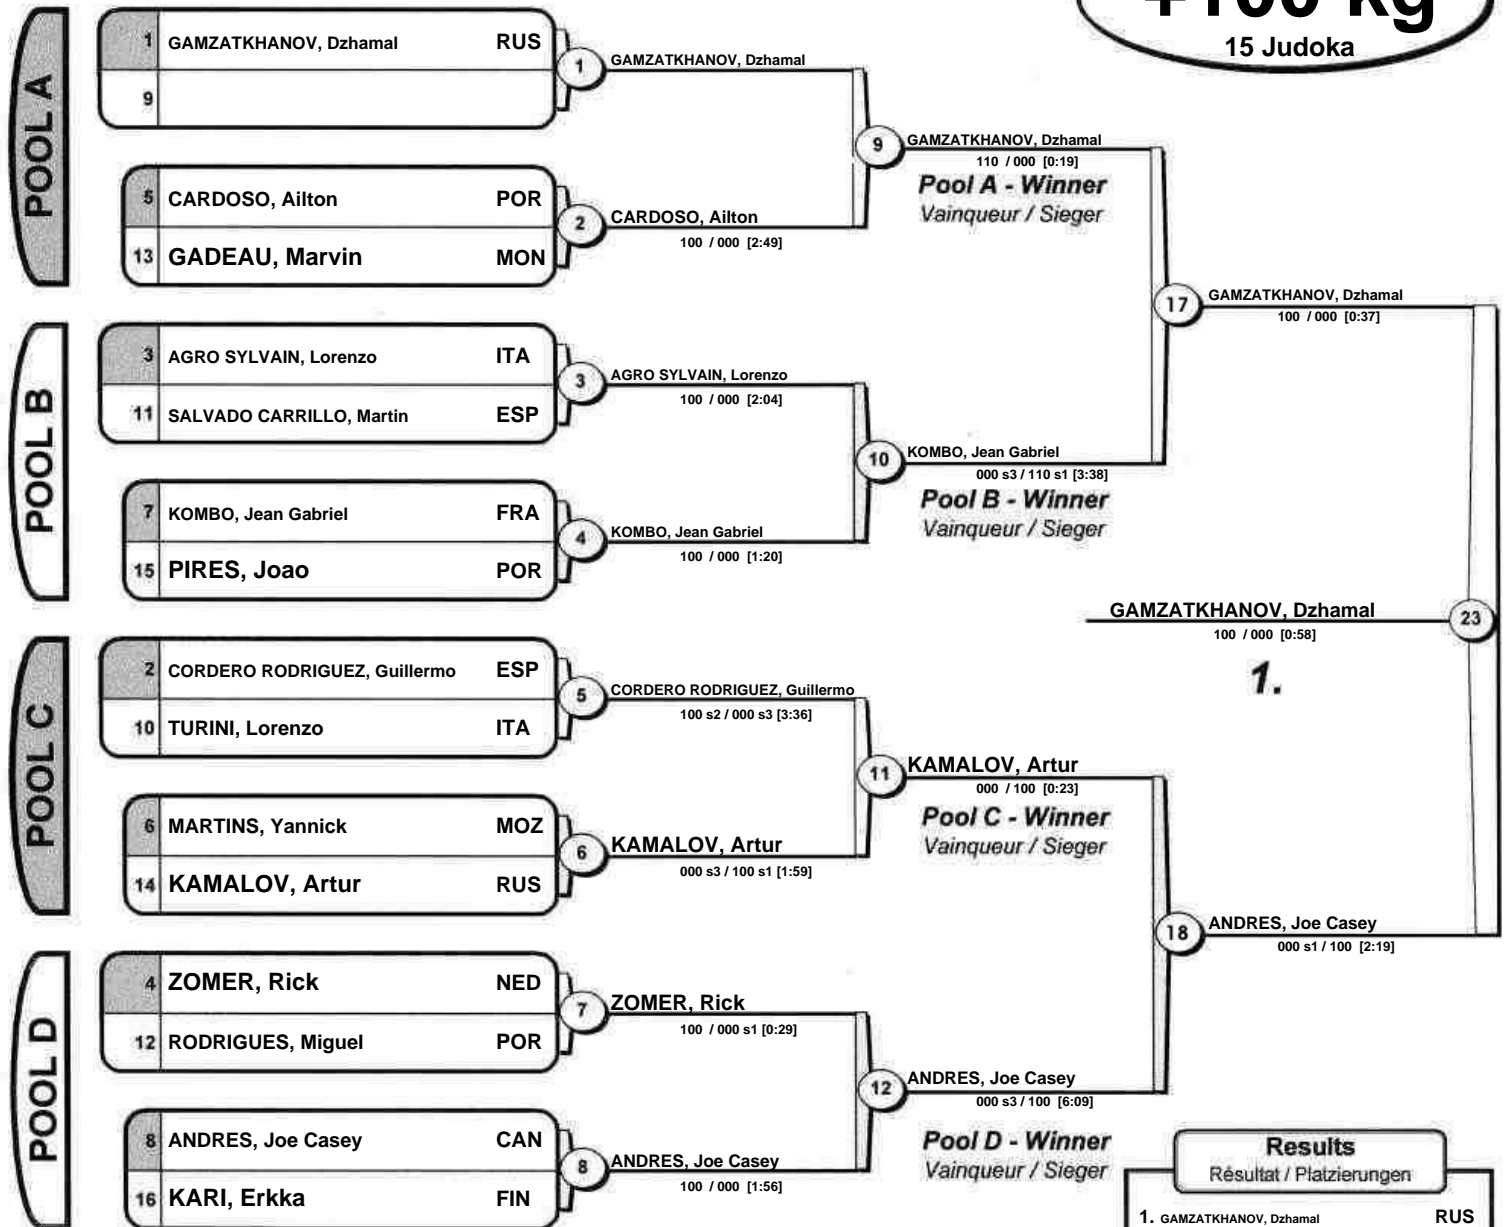 +100 kg
15 Judoka
POOL A
1 GAMZATKHANOV, Dzhamal RUS
9
1 GAMZATKHANOV, Dzhamal
5 CARDOSO, Ailton POR
13 GADEAU, Marvin MON
2 CARDOSO, Ailton
100 / 000 [2:49]
9 GAMZATKHANOV, Dzhamal
110 / 000 [0:19]
Pool A - Winner
Vainqueur / Sieger
POOL B
3 AGRO SYLVAIN, Lorenzo ITA
11 SALVADO CARRILLO, Martin ESP
3 AGRO SYLVAIN, Lorenzo
100 / 000 [2:04]
7 KOMBO, Jean Gabriel FRA
15 PIRES, Joao POR
4 KOMBO, Jean Gabriel
100 / 000 [1:20]
10 KOMBO, Jean Gabriel
000 s3 / 110 s1 [3:38]
Pool B - Winner
Vainqueur / Sieger
17 GAMZATKHANOV, Dzhamal
100 / 000 [0:37]
GAMZATKHANOV, Dzhamal 23
100 / 000 [0:58]
1.
POOL C
2 CORDERO RODRIGUEZ, Guillermo ESP
10 TURINI, Lorenzo ITA
5 CORDERO RODRIGUEZ, Guillermo
100 s2 / 000 s3 [3:36]
6 MARTINS, Yannick MOZ
14 KAMALOV, Artur RUS
6 KAMALOV, Artur
000 s3 / 100 s1 [1:59]
11 KAMALOV, Artur
000 / 100 [0:23]
Pool C - Winner
Vainqueur / Sieger
18 ANDRES, Joe Casey
000 s1 / 100 [2:19]
POOL D
4 ZOMER, Rick NED
12 RODRIGUES, Miguel POR
7 ZOMER, Rick
100 / 000 s1 [0:29]
8 ANDRES, Joe Casey CAN
16 KARI, Erkka FIN
8 ANDRES, Joe Casey
100 / 000 [1:56]
12 ANDRES, Joe Casey
000 s3 / 100 [6:09]
Pool D - Winner
Vainqueur / Sieger
Results
Résultat / Platzierungen
1. GAMZATKHANOV, Dzhamal RUS